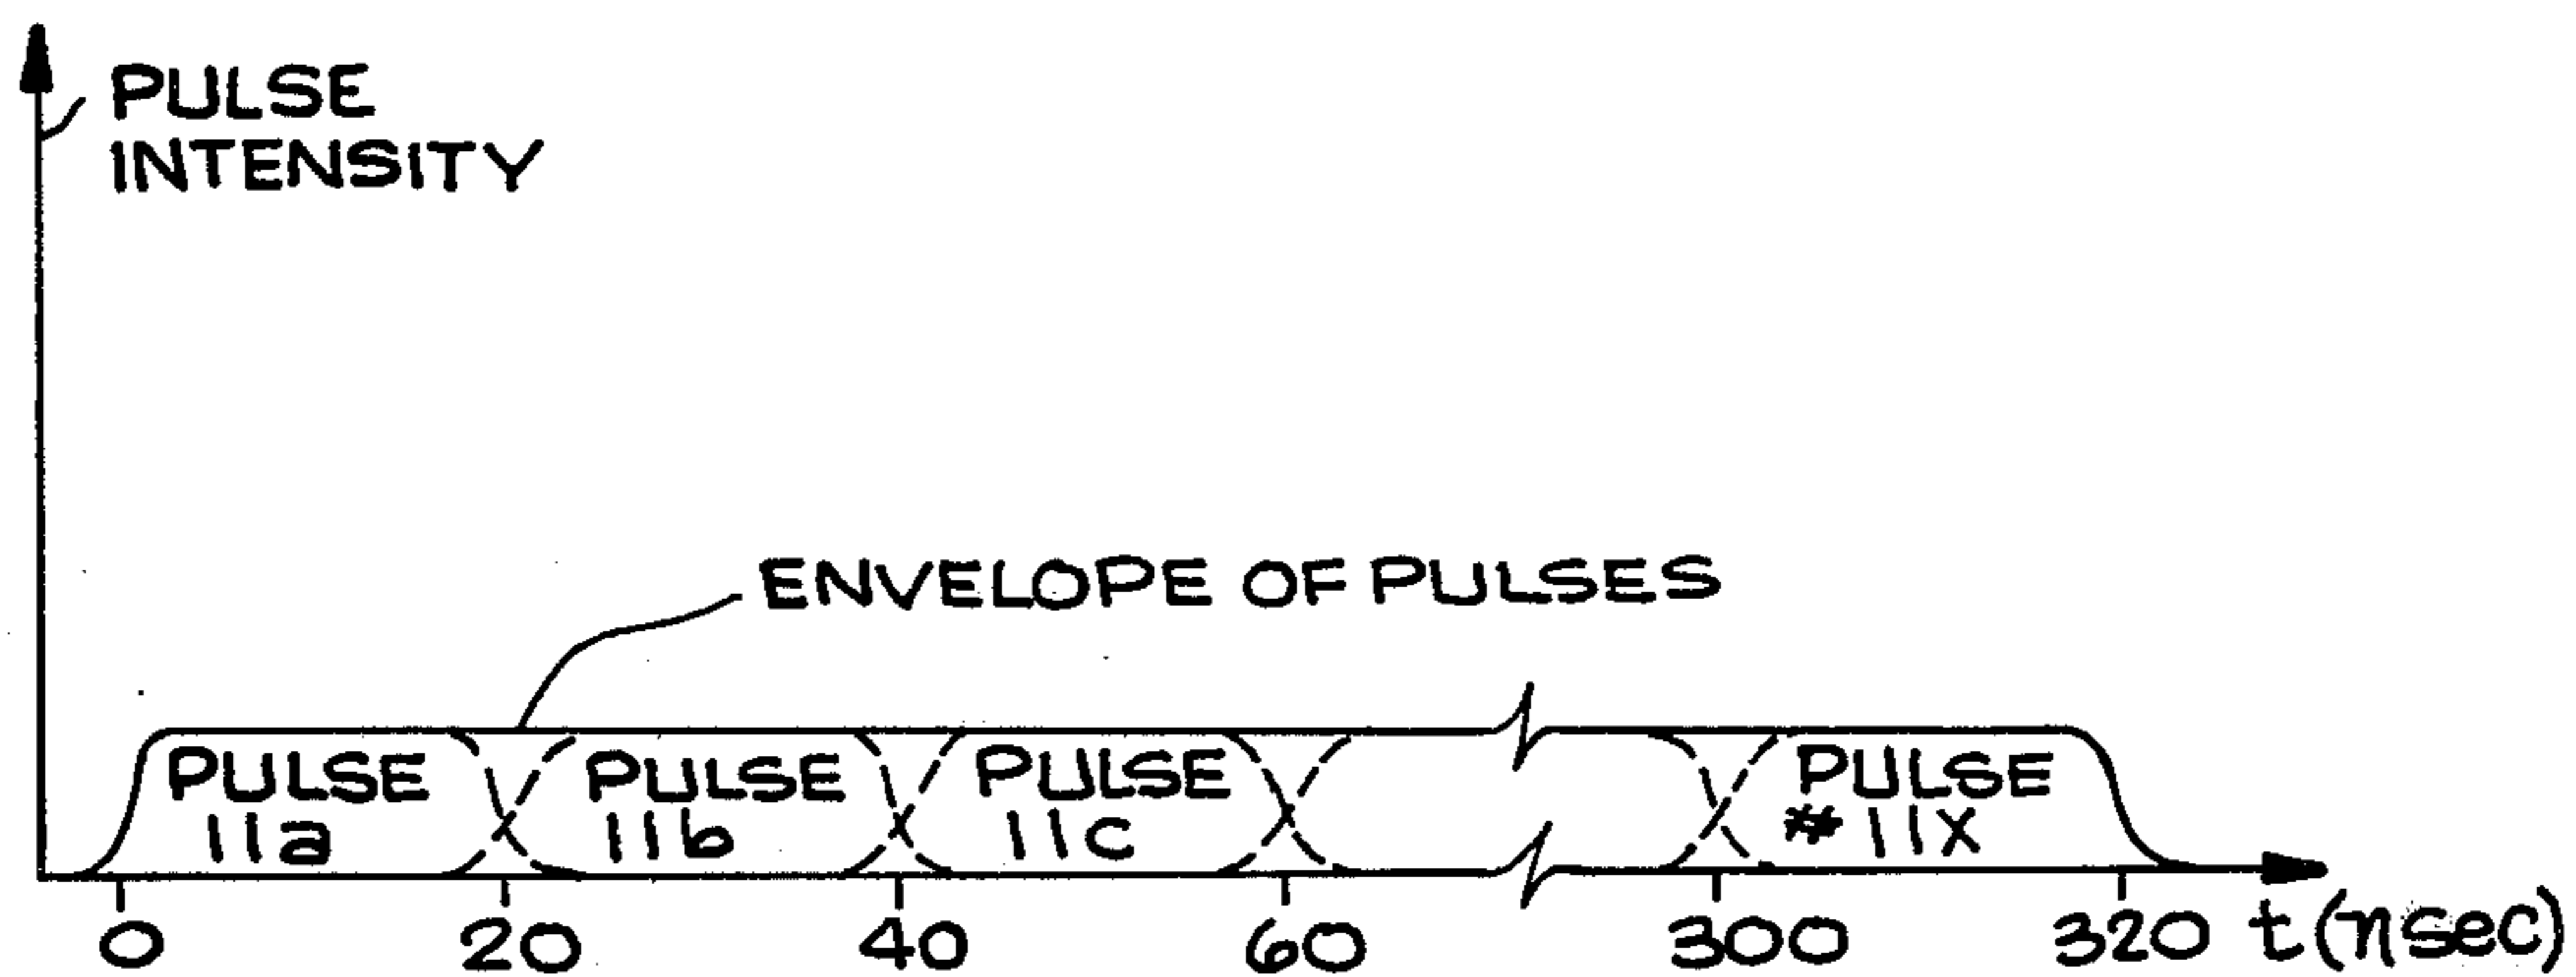 PULSE
INTENSITY
ENVELOPE OF PULSES
PULSE 11a
PULSE 11b
PULSE 11c
PULSE # 11X
0 20 40 60 300 320 t (nsec)